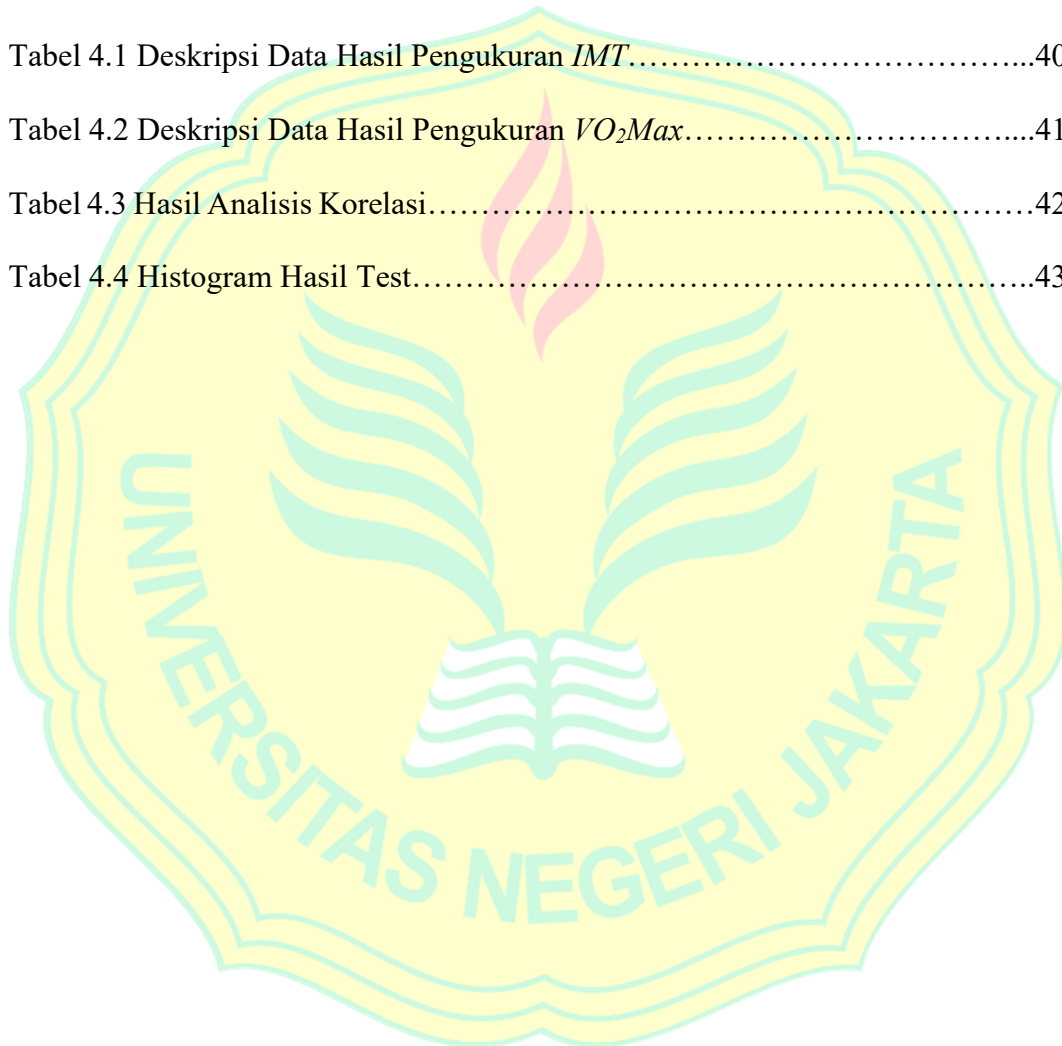 Tabel 4.1 Deskripsi Data Hasil Pengukuran IMT…………………………………...40
Tabel 4.2 Deskripsi Data Hasil Pengukuran VO₂Max…………………………....41
Tabel 4.3 Hasil Analisis Korelasi…………………………………………………42
Tabel 4.4 Histogram Hasil Test…………………………………………………..43
UNIVERSITAS NEGERI JAKARTA